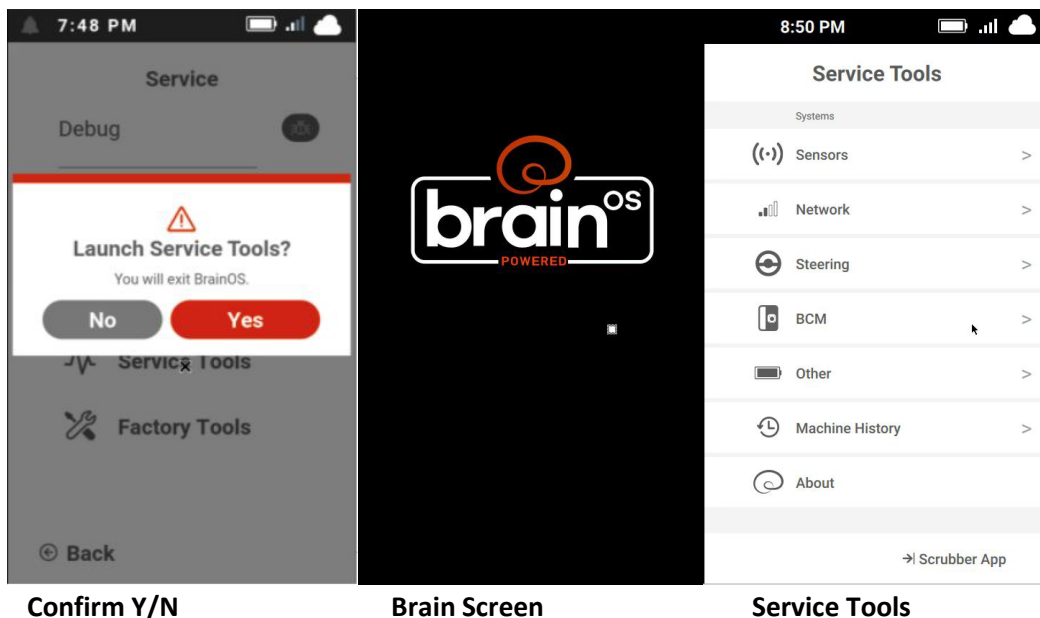 7:48 PM
Service
Debug
Launch Service Tools?
You will exit BrainOS.
No
Yes
Service Tools
Factory Tools
Back
Confirm Y/N
brain OS
POWERED
Brain Screen
8:50 PM
Service Tools
Systems
Sensors >
Network >
Steering >
BCM >
Other >
Machine History >
About
Scrubber App
Service Tools